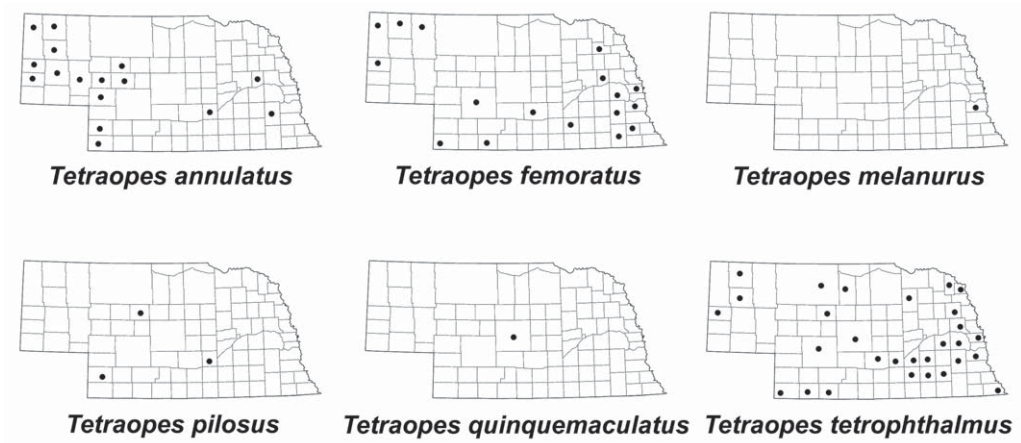 Tetraopes annulatus
Tetraopes femoratus
Tetraopes melanurus
Tetraopes pilosus
Tetraopes quinquemaculatus
Tetraopes tetrophthalmus